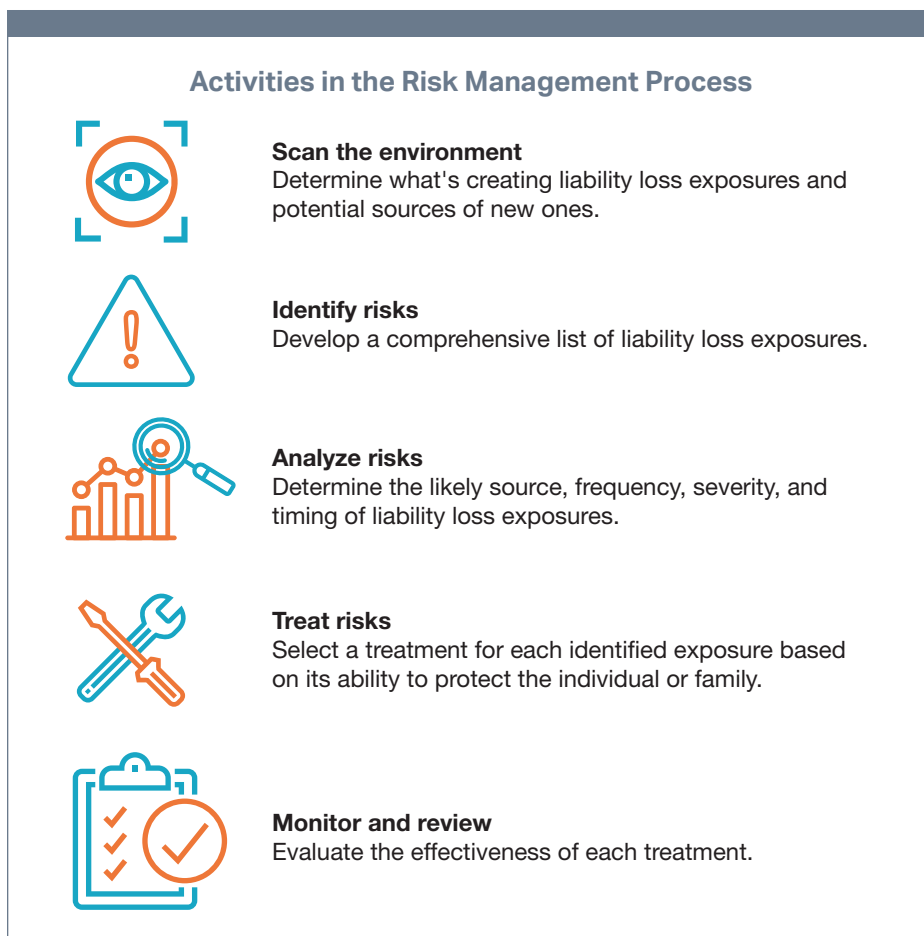 Activities in the Risk Management Process
Scan the environment
Determine what's creating liability loss exposures and
potential sources of new ones.
Identify risks
Develop a comprehensive list of liability loss exposures.
Analyze risks
Determine the likely source, frequency, severity, and
timing of liability loss exposures.
Treat risks
Select a treatment for each identified exposure based
on its ability to protect the individual or family.
Monitor and review
Evaluate the effectiveness of each treatment.